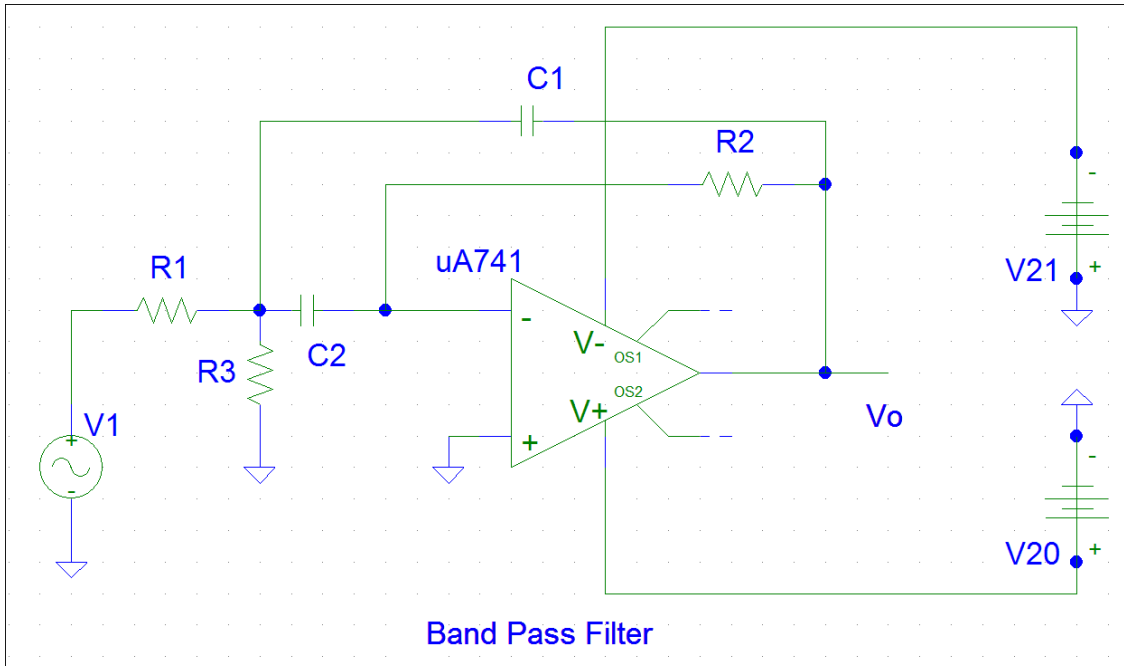 C1
R2
-
uA741
R1
V21
+
-
V-
OS1
C2
R3
OS2
V+
Vo
V1
+
+
-
-
V20
+
Band Pass Filter